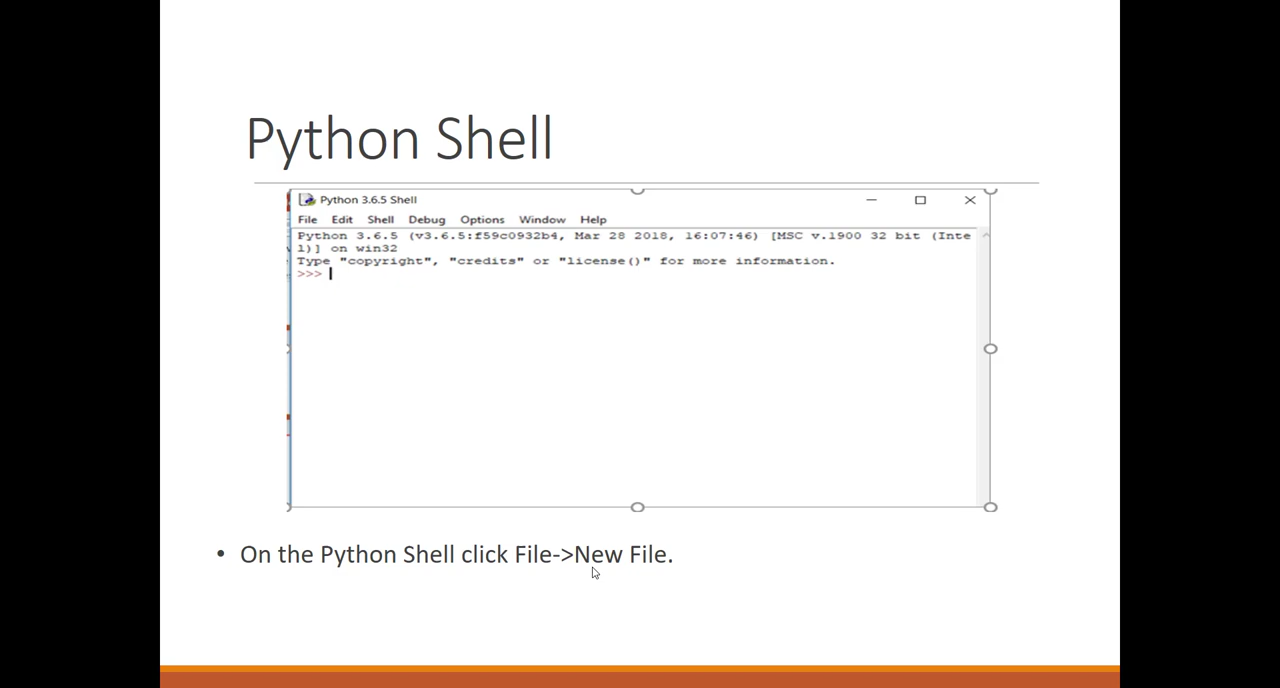 Python Shell
Python 3.6.5 Shell
File Edit Shell Debug Options Window Help
Python 3.6.5 (v3.6.5:f59c0932b4, Mar 28 2018, 16:07:46) [MSC v.1900 32 bit (Inte
l)] on win32
Type "copyright", "credits" or "license()" for more information.
>>>
• On the Python Shell click File->New File.